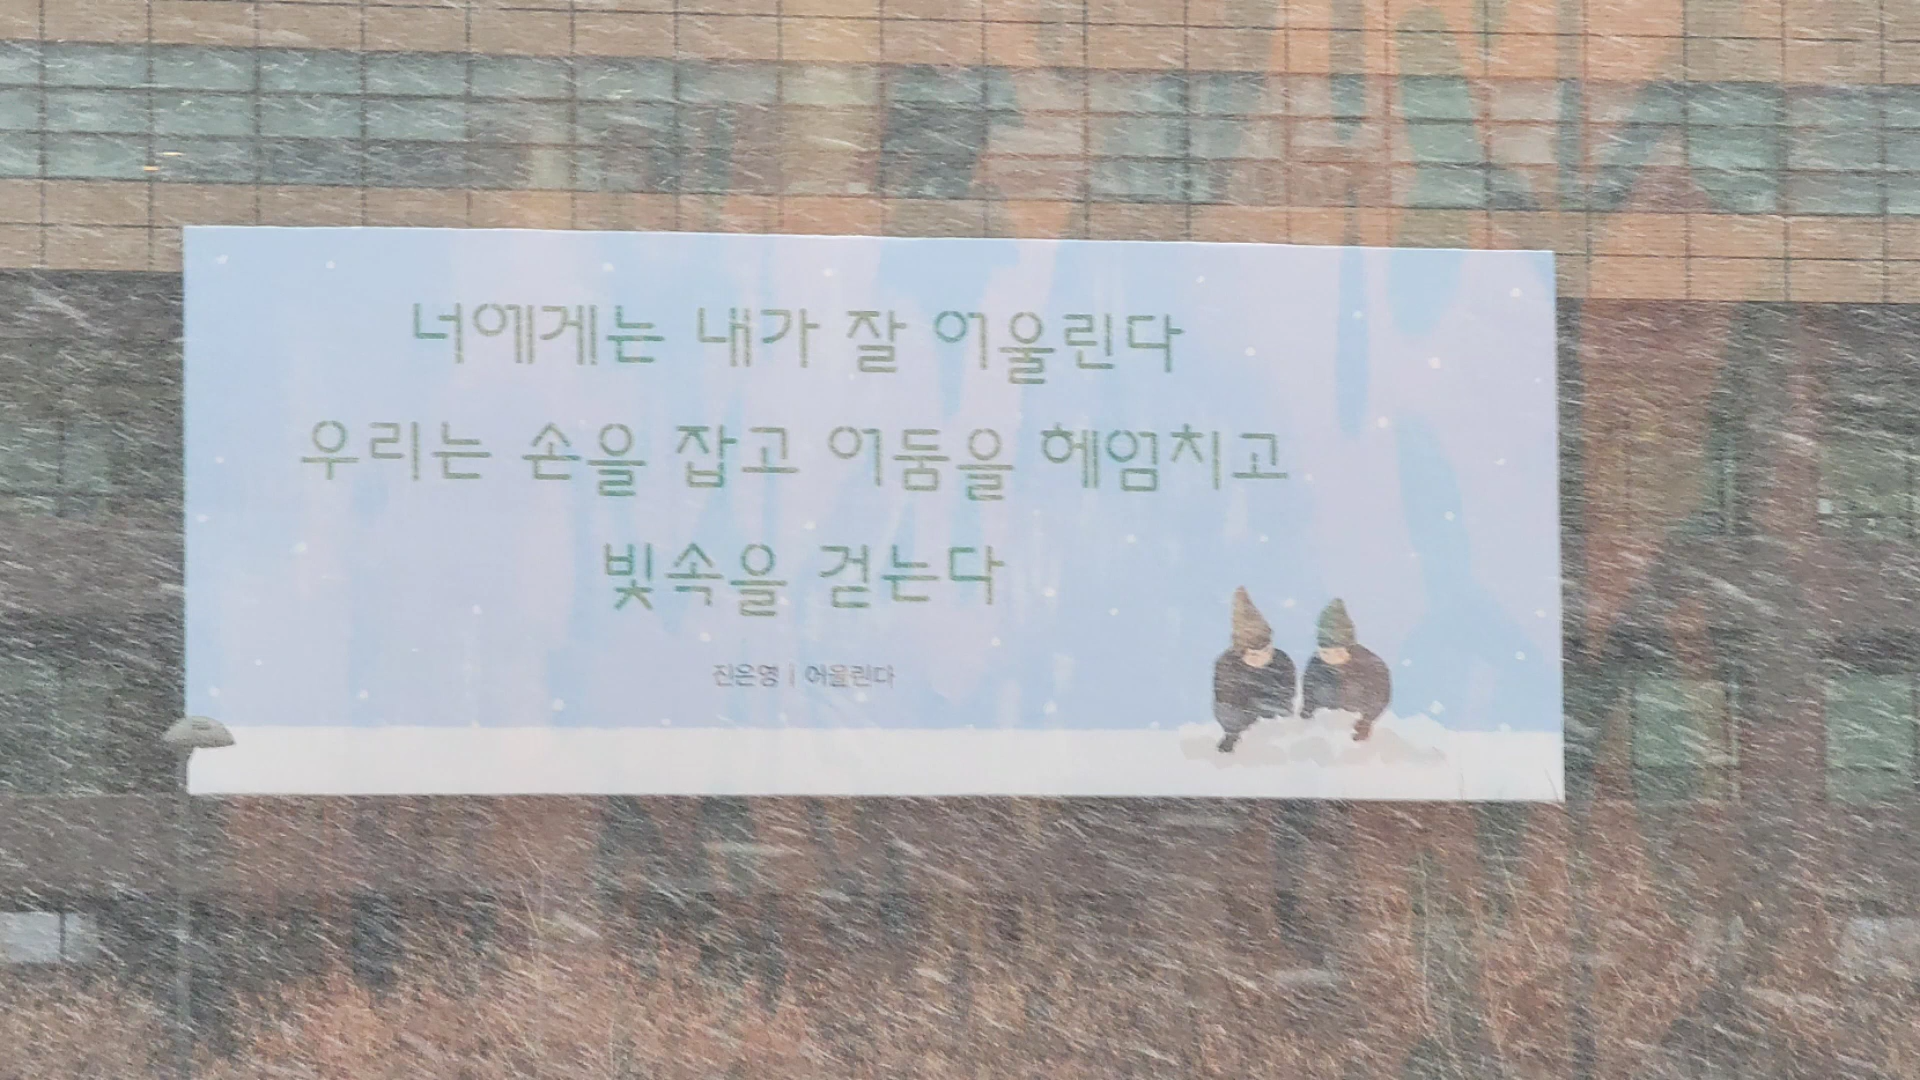 너에게는 내가 잘 어울린다
우리는 손을 잡고 어둠을 헤엄치고
빛속을 걷는다
진은영 | 어울린다